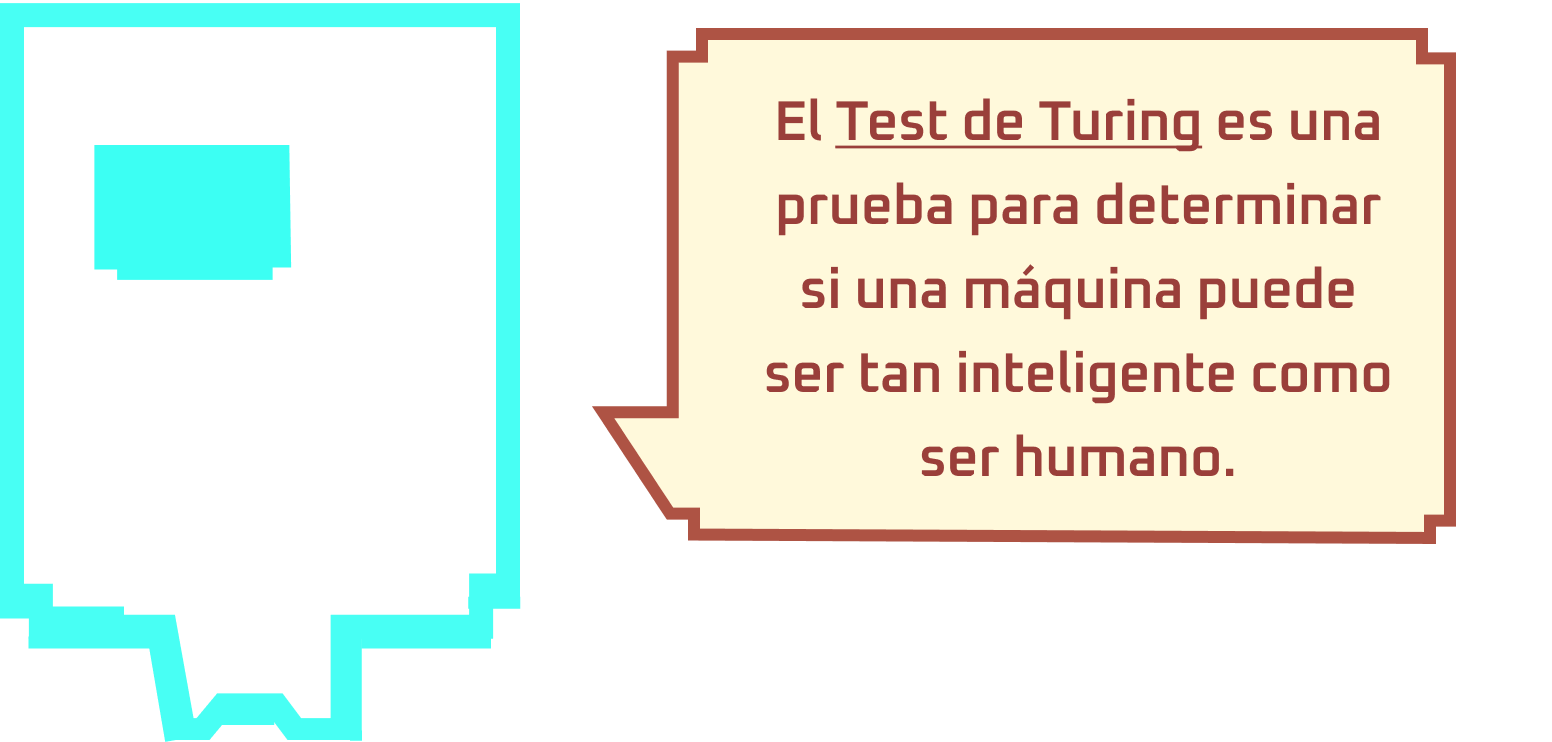 El Test de Turing es una
prueba para determinar
si una máquina puede
ser tan inteligente como
ser humano.